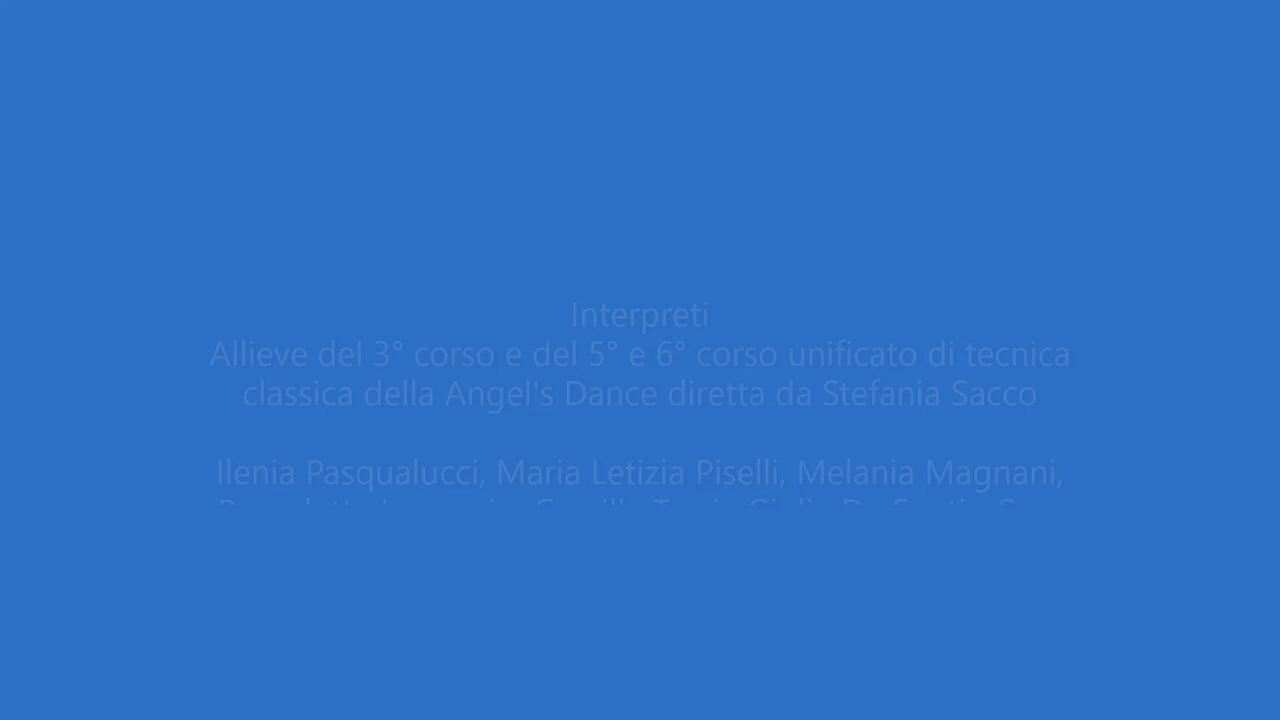 Interpreti
Allieve del 3° corso e del 5° e 6° corso unificato di tecnica
classica della Angel's Dance diretta da Stefania Sacco
Ilenia Pasqualucci, Maria Letizia Piselli, Melania Magnani,